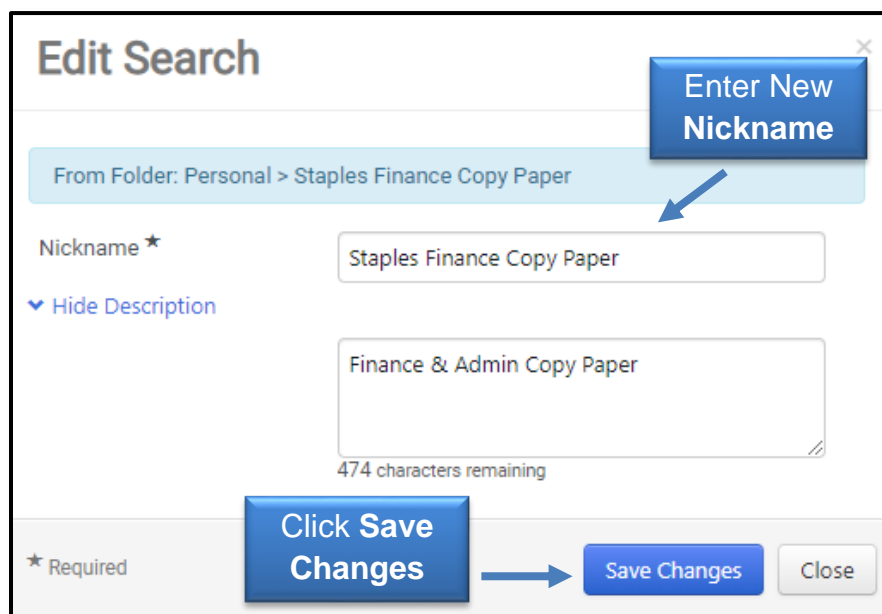 Edit Search
×
Enter New
Nickname
From Folder: Personal > Staples Finance Copy Paper
Nickname ★
Staples Finance Copy Paper
Hide Description
Finance & Admin Copy Paper
474 characters remaining
Click Save
Changes
★ Required
Save Changes
Close